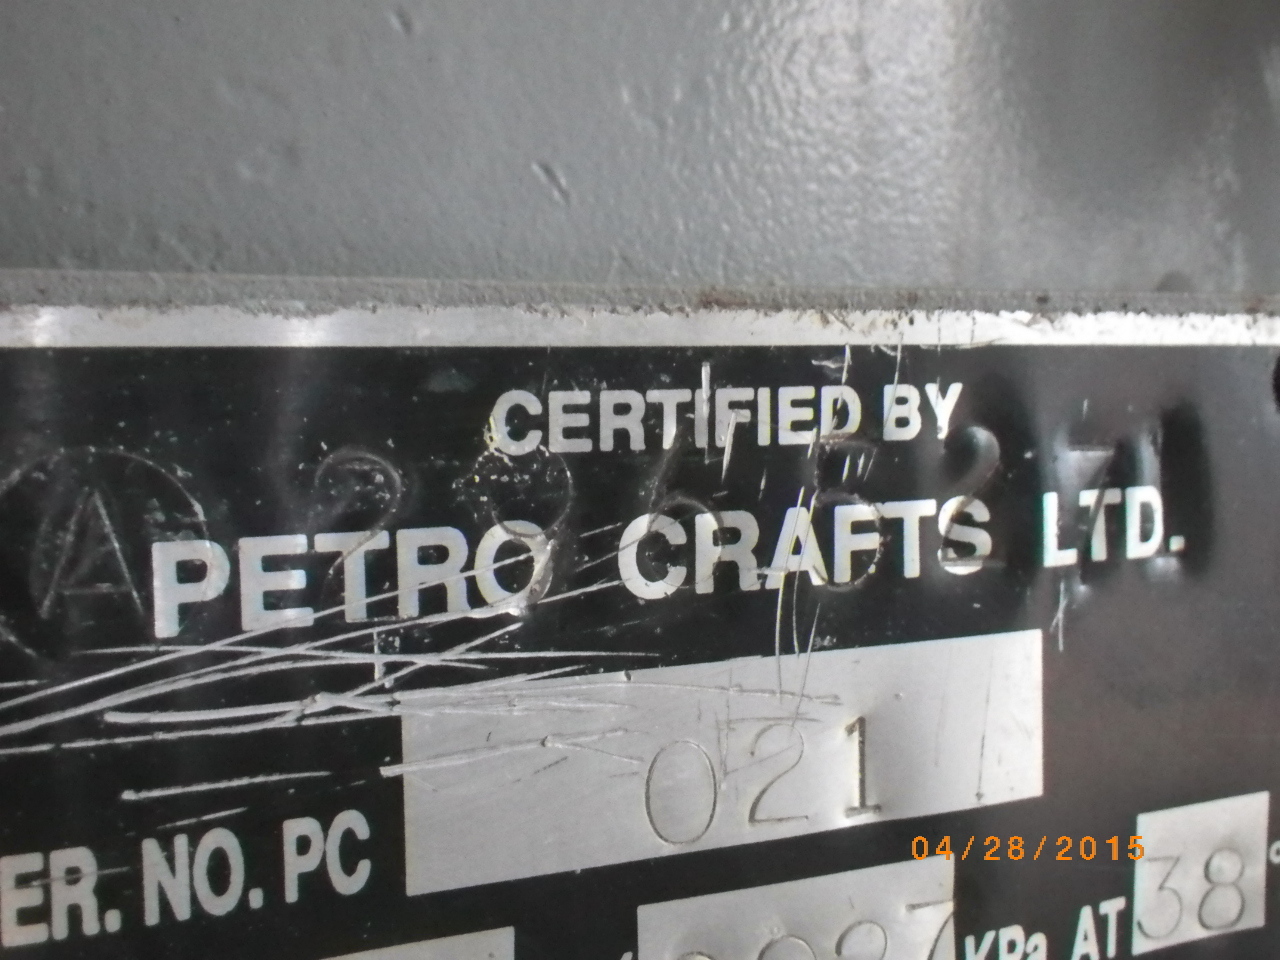 CERTIFIED BY
PETRO CRAFTS LTD.
021
ER. NO. PC
04/28/2015
KPa AT 38 °